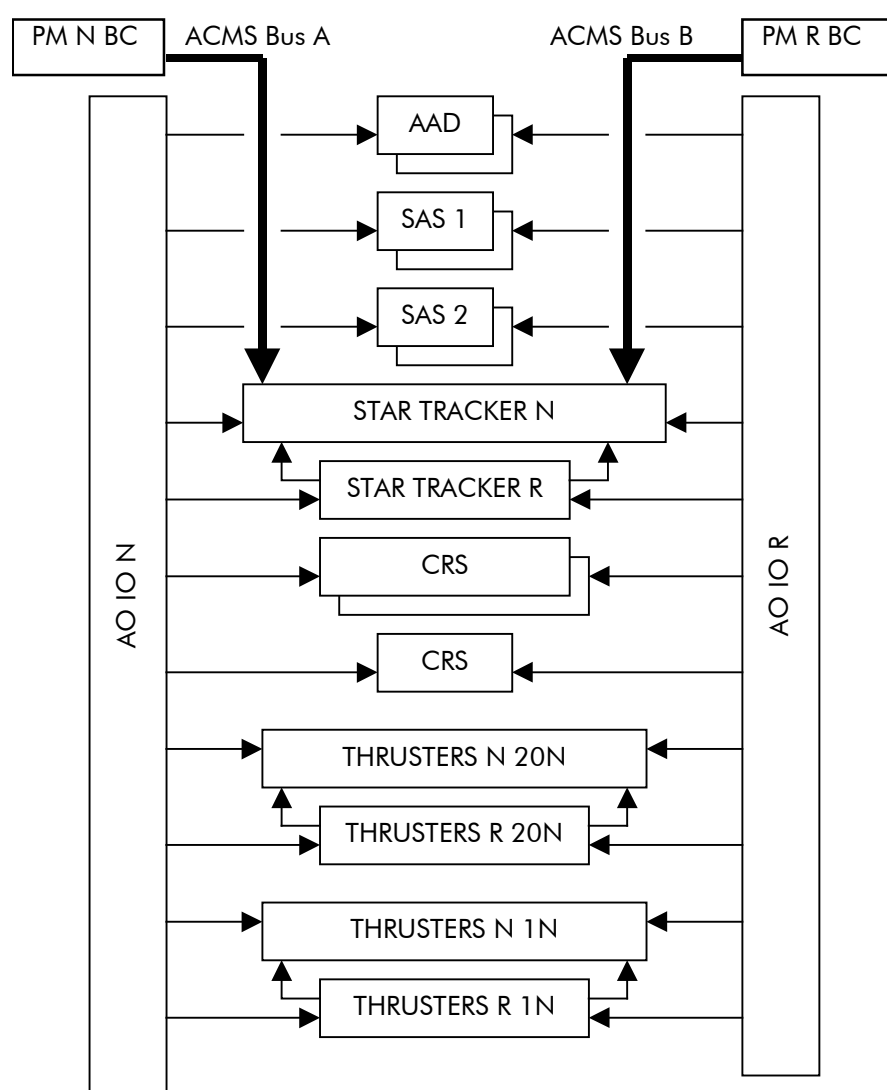 PM N BC
ACMS Bus A
ACMS Bus B
PM R BC
AAD
SAS 1
SAS 2
STAR TRACKER N
STAR TRACKER R
AO IO N
AO IO R
CRS
CRS
THRUSTERS N 20N
THRUSTERS R 20N
THRUSTERS N 1N
THRUSTERS R 1N